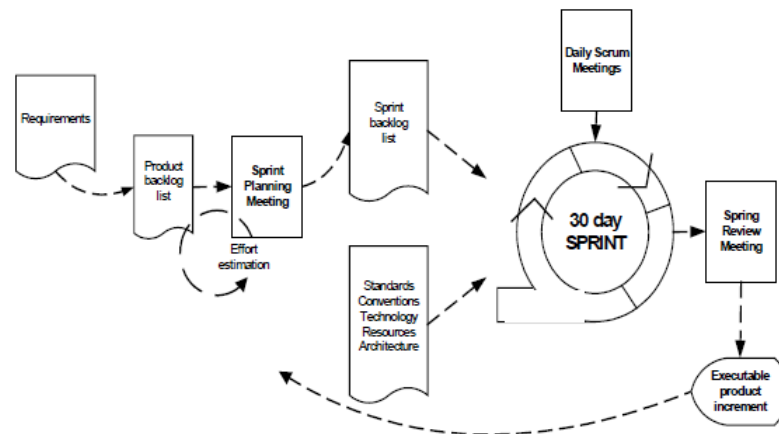 Requirements
Product
backlog
list
Sprint
Planning
Meeting
Effort
estimation
Sprint
backlog
list
Standards
Conventions
Technology
Resources
Architecture
Daily Scrum
Meetings
30 day
SPRINT
Spring
Review
Meeting
Executable
product
increment